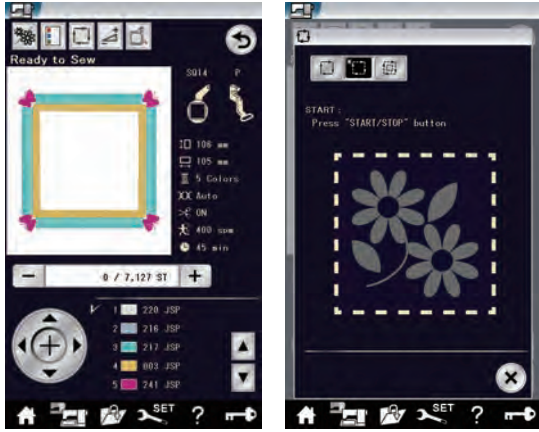 Ready to Sew
SQ14 P
106 mm
105 mm
5 Colors
Auto
ON
400 spm
45 min
0 / 7,127 ST
1 220 JSP
2 216 JSP
3 217 JSP
4 803 JSP
5 241 JSP
SET
?
START :
Press "START/STOP" button
SET
?